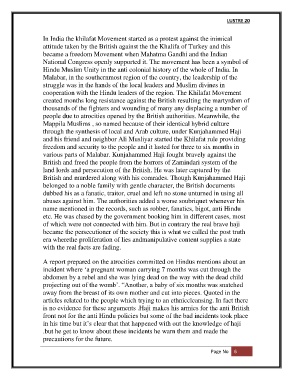 LUSTRE 20
In India the khilafat Movement started as a protest against the inimical
attitude taken by the British against the the Khalifa of Turkey and this
became a freedom Movement when Mahatma Gandhi and the Indian
National Congress openly supported it. The movement has been a symbol of
Hindu Muslim Unity in the anti colonial history of the whole of India. In
Malabar, in the southernmost region of the country, the leadership of the
struggle was in the hands of the local leaders and Muslim divines in
cooperation with the Hindu leaders of the region. The Khilafat Movement
created months long resistance against the British resulting the martyrdom of
thousands of the fighters and wounding of many any displacing a number of
people due to atrocities opened by the British authorities. Meanwhile, the
Mappila Muslims , so named because of their identical hybrid culture
through the synthesis of local and Arab culture, under Kunjahammed Haji
and his friend and neighbor Ali Musliyar started the Khilafat rule providing
freedom and security to the people and it lasted for three to six months in
various parts of Malabar. Kunjahammed Haji fought bravely against the
British and freed the people from the horrors of Zamindari system of the
land lords and persecution of the British. He was later captured by the
British and murdered along with his comrades. Though Kunjahammed Haji
belonged to a noble family with gentle character, the British documents
dubbed his as a fanatic, traitor, cruel and left no stone unturned in using all
abuses against him. The authorities added a worse soubriquet whenever his
name mentioned in the records, such as robber, fanatics, bigot, anti Hindu
etc. He was chased by the government booking him in different cases, most
of which were not connected with him. But in contrary the real brave haji
became the persecutioner of the society this is what we called the post truth
era wherethe proliferation of lies andmanipulative content supplies a state
with the real facts are fading.
A report prepared on the atrocities committed on Hindus mentions about an
incident where 'a pregnant woman carrying 7 months was cut through the
abdomen by a rebel and she was lying dead on the way with the dead child
projecting out of the womb'. "Another, a baby of six months was snatched
away from the breast of its own mother and cut into pieces. Quoted in the
articles related to the people which trying to an ethniccleansing. In fact there
is no evidence for these arguments .Haji makes his armies for the anti British
front not for the anti Hindu policies but some of the bad incidents took place
in his time but it's clear that that happened with out the knowledge of haji
.but he get to know about these incidents he warn them and made the
precautions for the future.
Page No 6